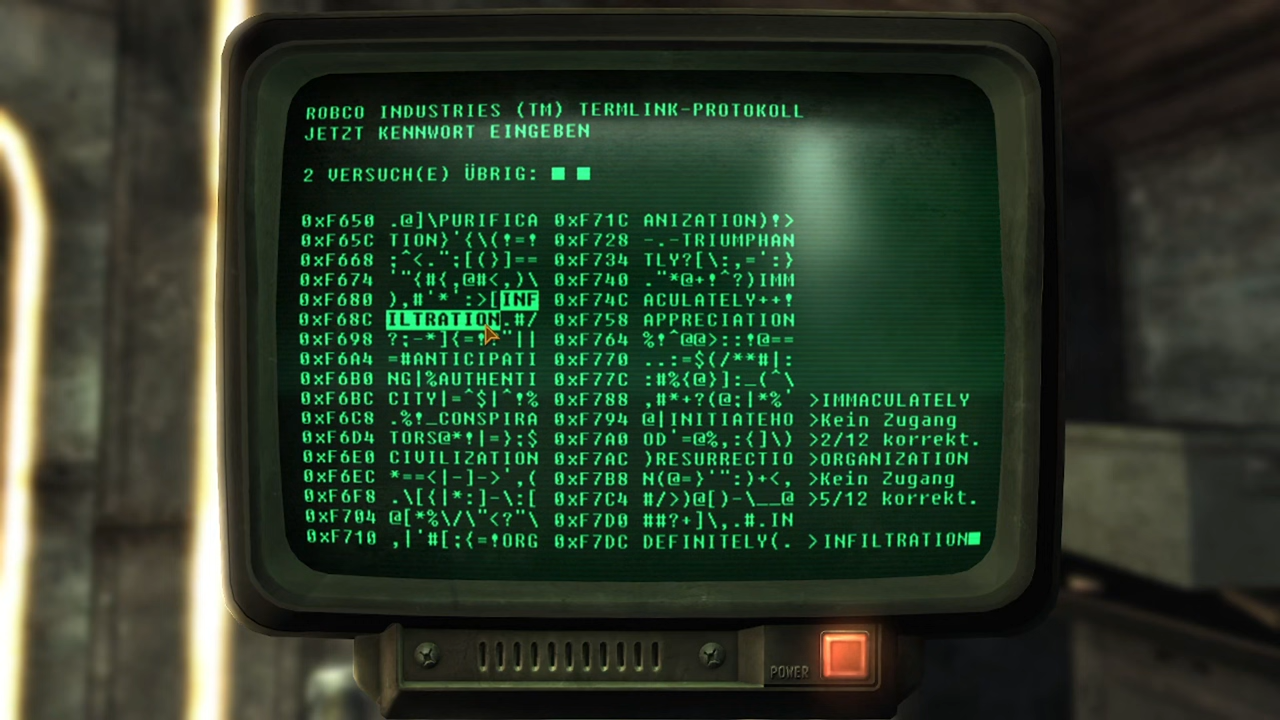 ROBCO INDUSTRIES (TM) TERMLINK-PROTOKOLL
JETZT KENNWORT EINGEBEN
2 VERSUCH(E) ÜBRIG: ■ ■
0xF650 .@]\PURIFICA 0xF71C ANIZATION)!>
0xF65C TION}'{\(!=! 0xF728 -.-TRIUMPHAN
0xF668 ;^<.";[(}]== 0xF734 TLY?[\:,=':}
0xF674 '"{#{,@#<,)\ 0xF740 ."*@+!^?)IMM
0xF680 ),#'*':>[INF 0xF74C ACULATELY++!
0xF68C ILTRATION.#/ 0xF758 APPRECIATION
0xF698 ?;-*]{=!:"|| 0xF764 %!^@@>::!@==
0xF6A4 =#ANTICIPATI 0xF770 ..:=$(/**#|:
0xF6B0 NG|%AUTHENTI 0xF77C :#%{@}]:_(^\
0xF6BC CITY|=^$|^!% 0xF788 ,#*+?(@;|*%' >IMMACULATELY
0xF6C8 .%!_CONSPIRA 0xF794 @|INITIATEHO >Kein Zugang
0xF6D4 TORS@*!|=};$ 0xF7A0 OD'=@%,:{]\) >2/12 korrekt.
0xF6E0 CIVILIZATION 0xF7AC )RESURRECTIO >ORGANIZATION
0xF6EC *==<|-]->',( 0xF7B8 N(@=}'":)+<, >Kein Zugang
0xF6F8 .\[{|*:]-\:[ 0xF7C4 #/>)@[)-\__@ >5/12 korrekt.
0xF704 @[*%\/\"<?"\ 0xF7D0 ##?+]\,.#.IN
0xF710 ,|'#[;{=!ORG 0xF7DC DEFINITELY(. >INFILTRATION■
POWER